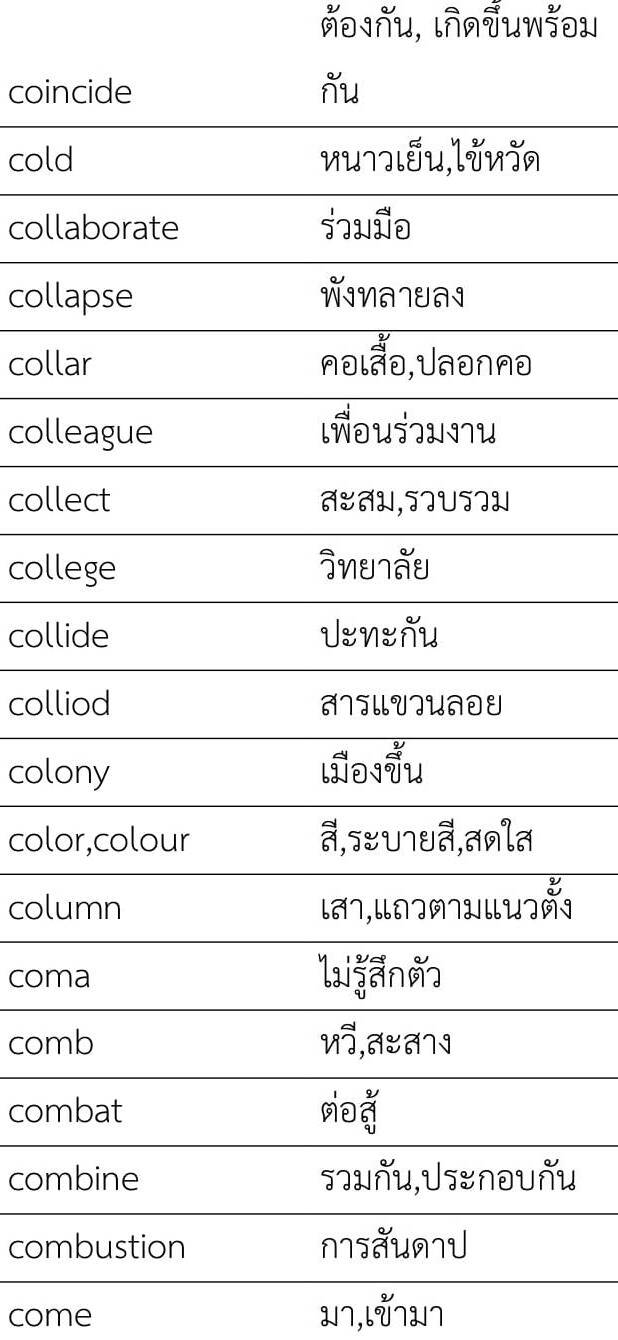 ต้องกัน, เกิดขึ้นพร้อม
coincide กัน
cold หนาวเย็น,ไข้หวัด
collaborate ร่วมมือ
collapse พังทลายลง
collar คอเสื้อ,ปลอกคอ
colleague เพื่อนร่วมงาน
collect สะสม,รวบรวม
college วิทยาลัย
collide ปะทะกัน
colliod สารแขวนลอย
colony เมืองขึ้น
color,colour สี,ระบายสี,สดใส
column เสา,แถวตามแนวตั้ง
coma ไม่รู้สึกตัว
comb หวี,สะสาง
combat ต่อสู้
combine รวมกัน,ประกอบกัน
combustion การสันดาป
come มา,เข้ามา